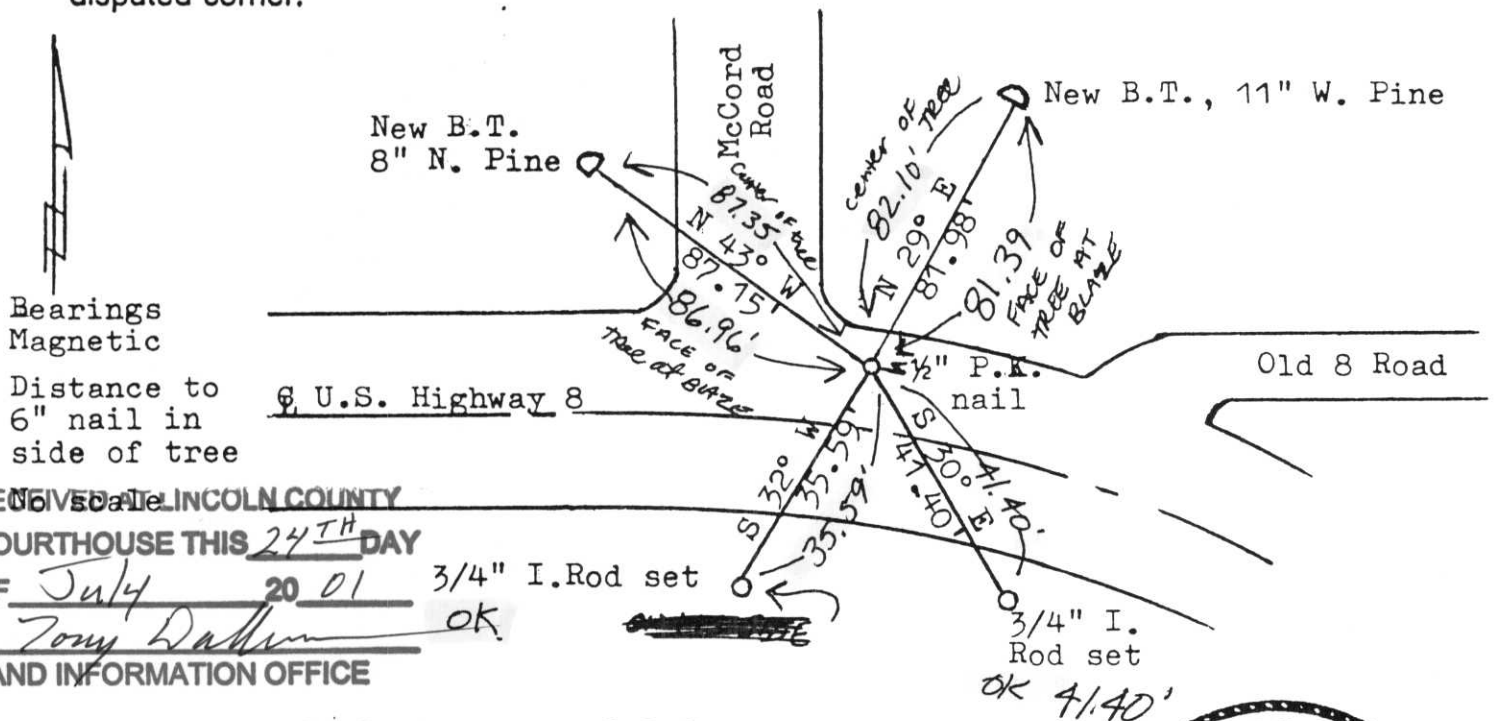 disputed corner.
McCord
Road
New B.T.
8" N. Pine
New B.T., 11" W. Pine
center of
TREE
82.10'
N 29° E
81.98'
81.39
FACE OF
TREE AT
BLAZE
center of tree
87.35
N 43° W
87.15'
86.96'
FACE OF
tree at BLAZE
Bearings
Magnetic
Distance to
6" nail in
side of tree
No scale
℄ U.S. Highway 8
½" P.K.
nail
Old 8 Road
S 32° W
35.59'
35.59'
S 30° E
41.40'
41.40'
RECEIVED AT LINCOLN COUNTY
COURTHOUSE THIS 24TH DAY
OF July 20 01
Tony
LAND INFORMATION OFFICE
3/4" I.Rod set
OK
3/4" I.
Rod set
OK 41.40'